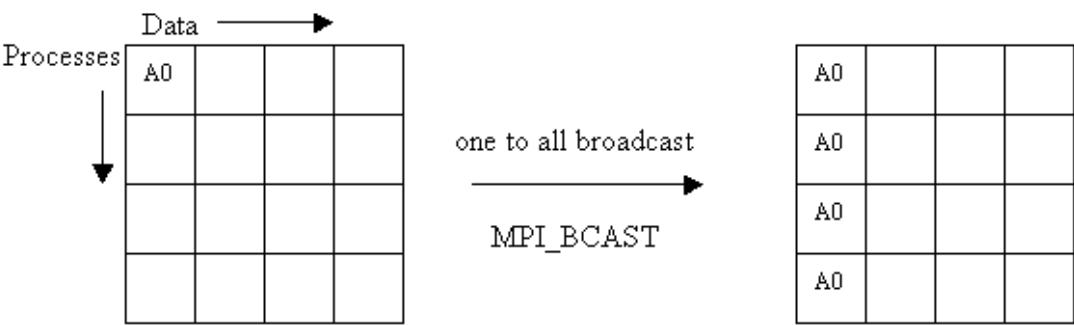 Data
Processes
A0
one to all broadcast
MPI_BCAST
A0
A0
A0
A0